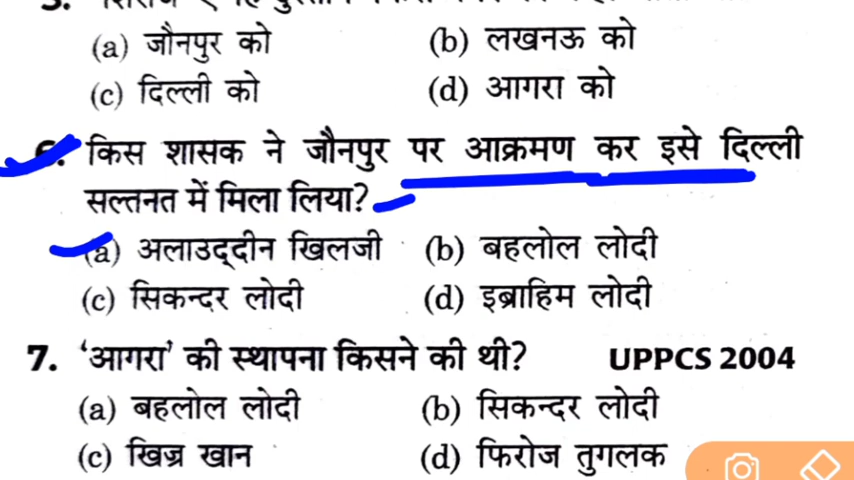 (a) जौनपुर को (b) लखनऊ को
(c) दिल्ली को (d) आगरा को
6. किस शासक ने जौनपुर पर आक्रमण कर इसे दिल्ली
सल्तनत में मिला लिया?
(a) अलाउद्दीन खिलजी (b) बहलोल लोदी
(c) सिकन्दर लोदी (d) इब्राहिम लोदी
7. ‘आगरा’ की स्थापना किसने की थी? UPPCS 2004
(a) बहलोल लोदी (b) सिकन्दर लोदी
(c) खिज्र खान (d) फिरोज तुगलक